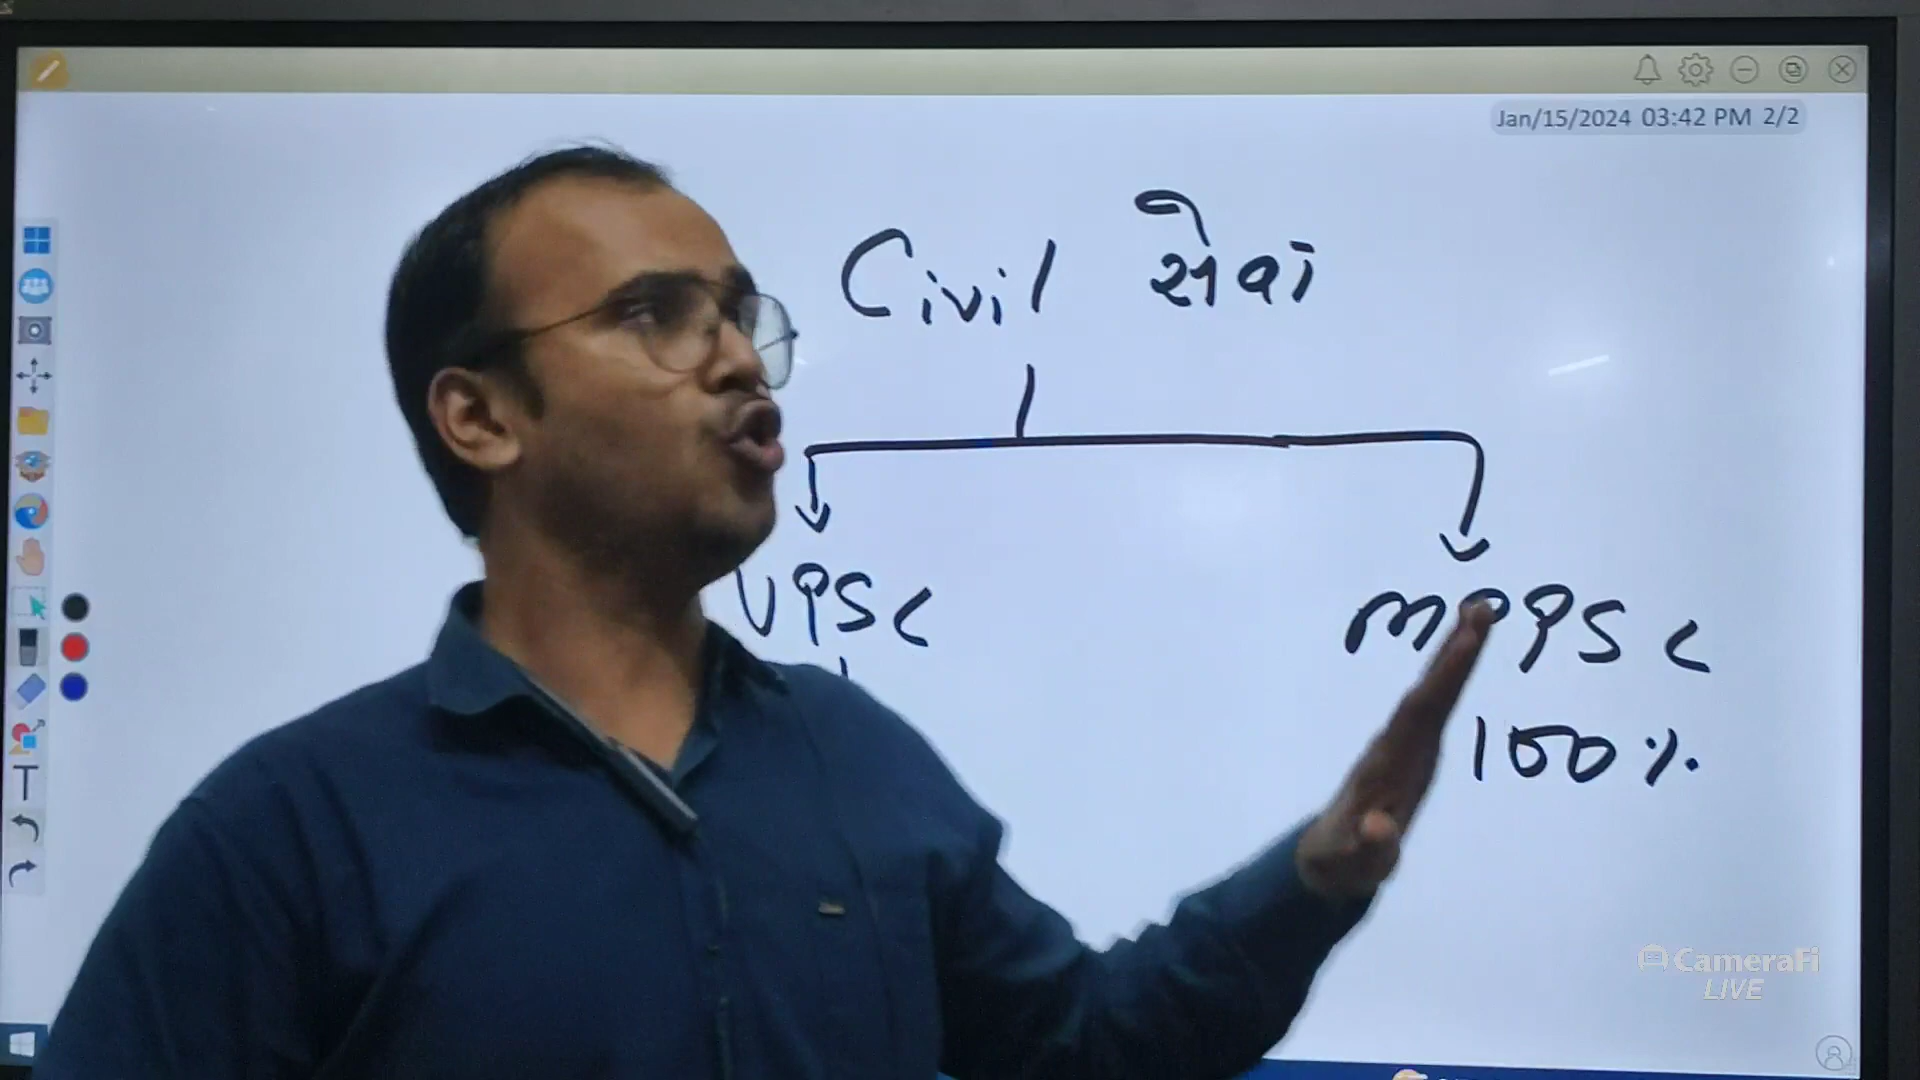 Jan/15/2024 03:42 PM 2/2
Civil सेवा
UPSC
MPPSC
100%
CameraFi
LIVE